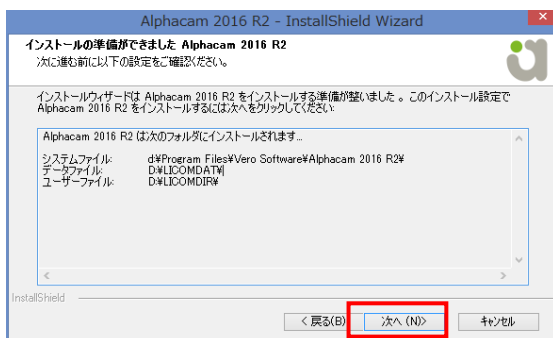 Alphacam 2016 R2 - InstallShield Wizard
インストールの準備ができました Alphacam 2016 R2
次に進む前に以下の設定をご確認ください。
インストールウィザードは Alphacam 2016 R2 をインストールする準備が整いました 。このインストール設定で
Alphacam 2016 R2 をインストールするには次へをクリックしてください:
Alphacam 2016 R2 は次のフォルダにインストールされます...
システムファイル: d:¥Program Files¥Vero Software¥Alphacam 2016 R2¥
データファイル: D:¥LICOMDAT¥
ユーザーファイル: D:¥LICOMDIR¥
InstallShield
< 戻る(B)
次へ (N)>
キャンセル